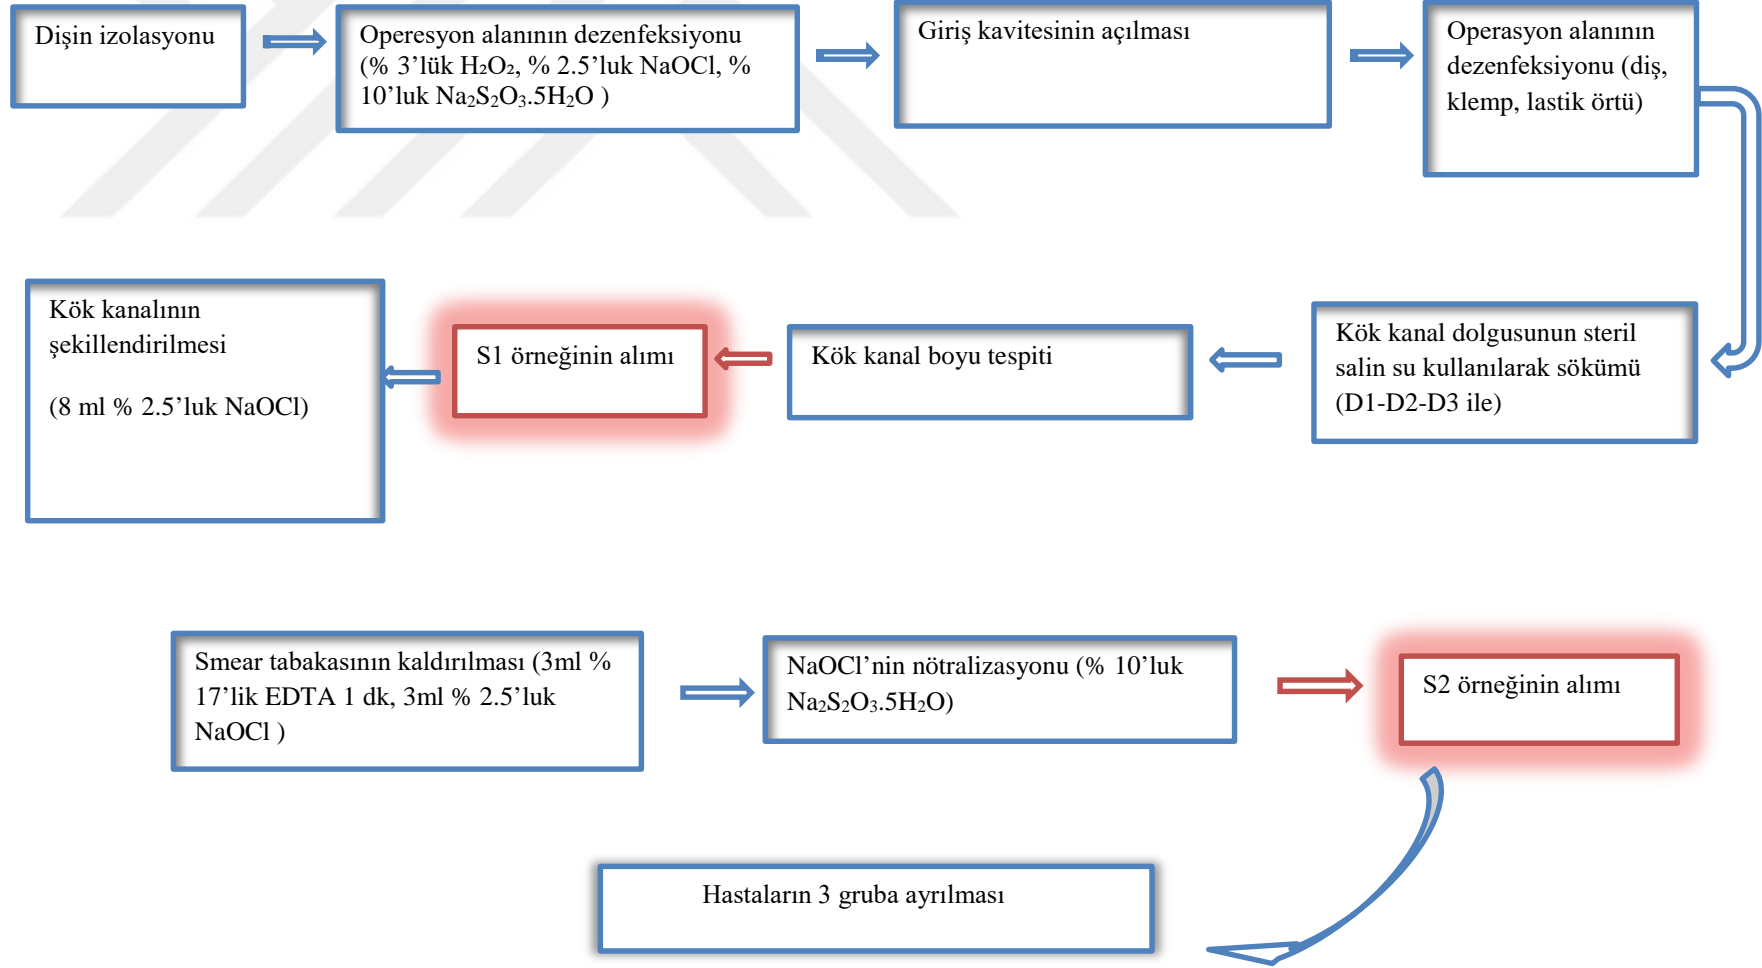 Dişin izolasyonu
Operesyon alanının dezenfeksiyonu
(% 3’lük H₂O₂, % 2.5’luk NaOCl, %
10’luk Na₂S₂O₃.5H₂O )
Giriş kavitesinin açılması
Operasyon alanının
dezenfeksiyonu (diş,
klemp, lastik örtü)
Kök kanal dolgusunun steril
salin su kullanılarak sökümü
(D1-D2-D3 ile)
Kök kanal boyu tespiti
S1 örneğinin alımı
Kök kanalının
şekillendirilmesi
(8 ml % 2.5’luk NaOCl)
Smear tabakasının kaldırılması (3ml %
17’lik EDTA 1 dk, 3ml % 2.5’luk
NaOCl )
NaOCl’nin nötralizasyonu (% 10’luk
Na₂S₂O₃.5H₂O)
S2 örneğinin alımı
Hastaların 3 gruba ayrılması